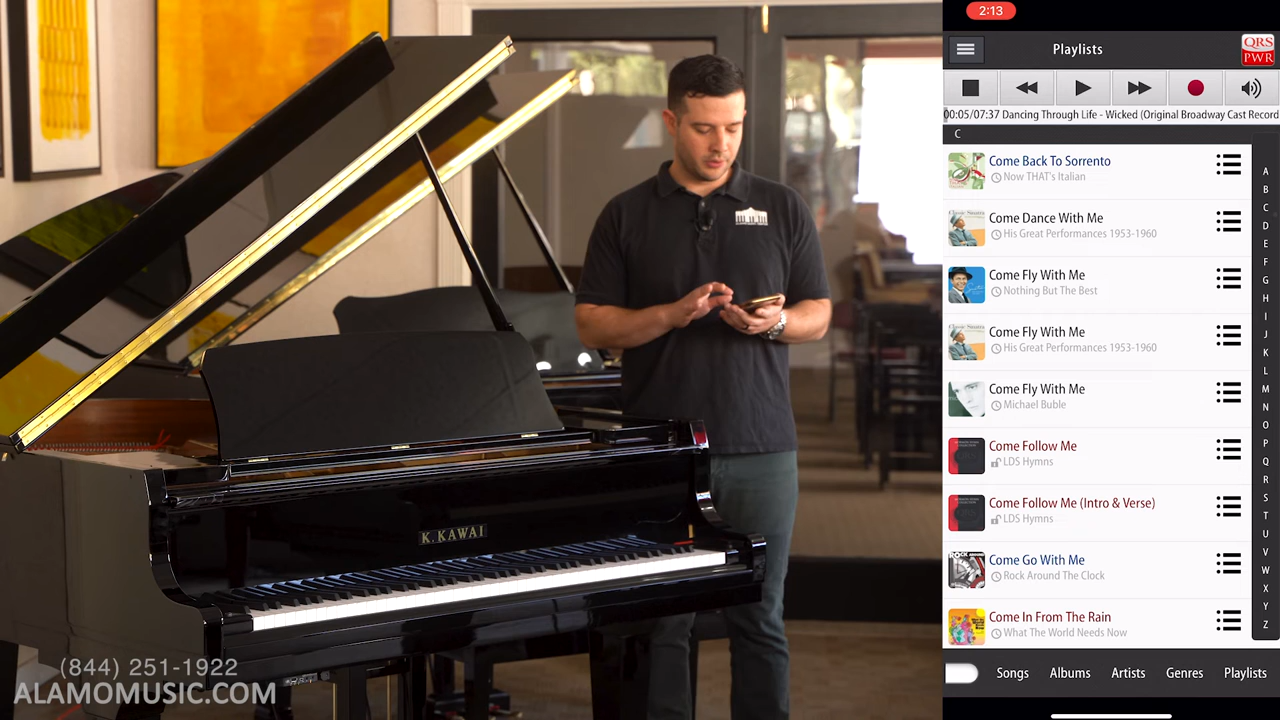 K.KAWAI
(844) 251-1922
ALAMOMUSIC.COM
2:13
Playlists
QRS
PWR
00:05/07:37 Dancing Through Life - Wicked (Original Broadway Cast Record
C
Come Back To Sorrento
Now THAT's Italian
Come Dance With Me
His Great Performances 1953-1960
Come Fly With Me
Nothing But The Best
Come Fly With Me
His Great Performances 1953-1960
Come Fly With Me
Michael Buble
Come Follow Me
LDS Hymns
Come Follow Me (Intro & Verse)
LDS Hymns
Come Go With Me
Rock Around The Clock
Come In From The Rain
What The World Needs Now
A
B
C
D
E
F
G
H
I
J
K
L
M
N
O
P
Q
R
S
T
U
V
W
X
Y
Z
Songs Albums Artists Genres Playlists